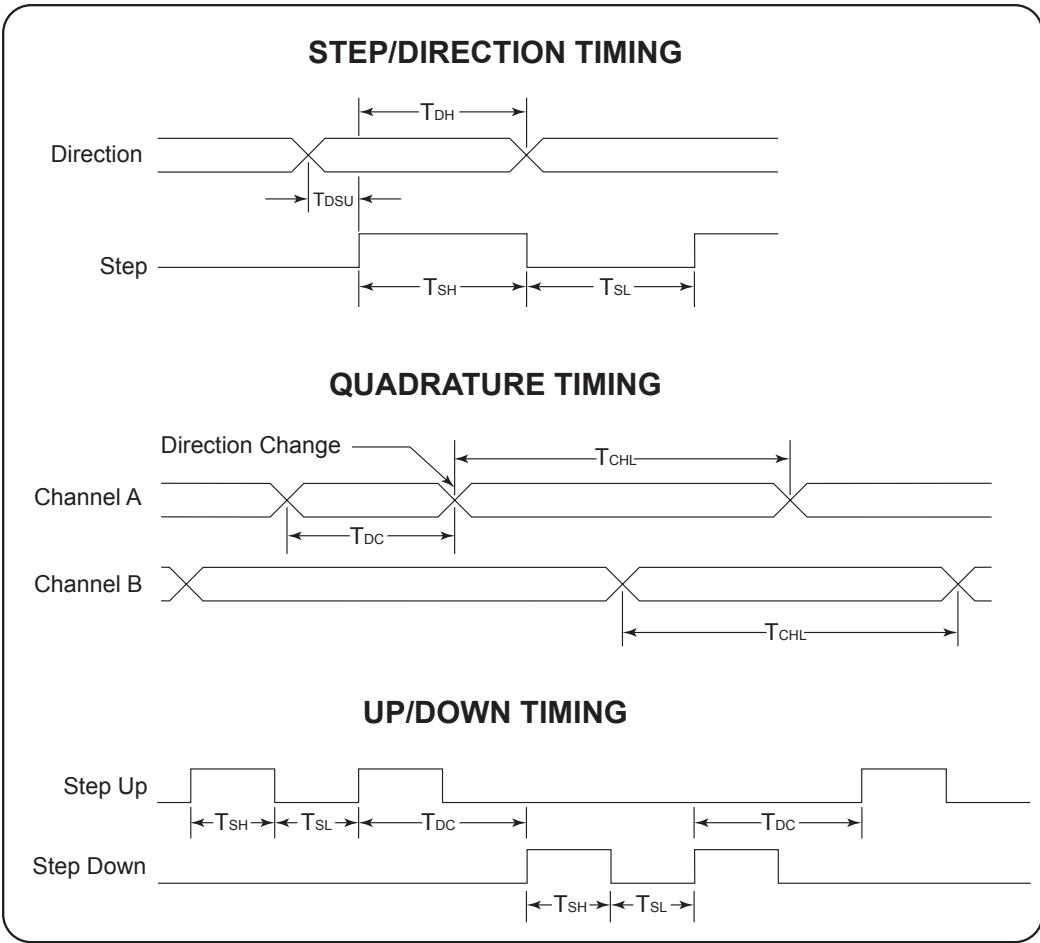 STEP/DIRECTION TIMING
TDH
Direction
TDSU
Step
TSH
TSL
QUADRATURE TIMING
Direction Change
TCHL
Channel A
TDC
Channel B
TCHL
UP/DOWN TIMING
Step Up
TSH
TSL
TDC
TDC
Step Down
TSH
TSL